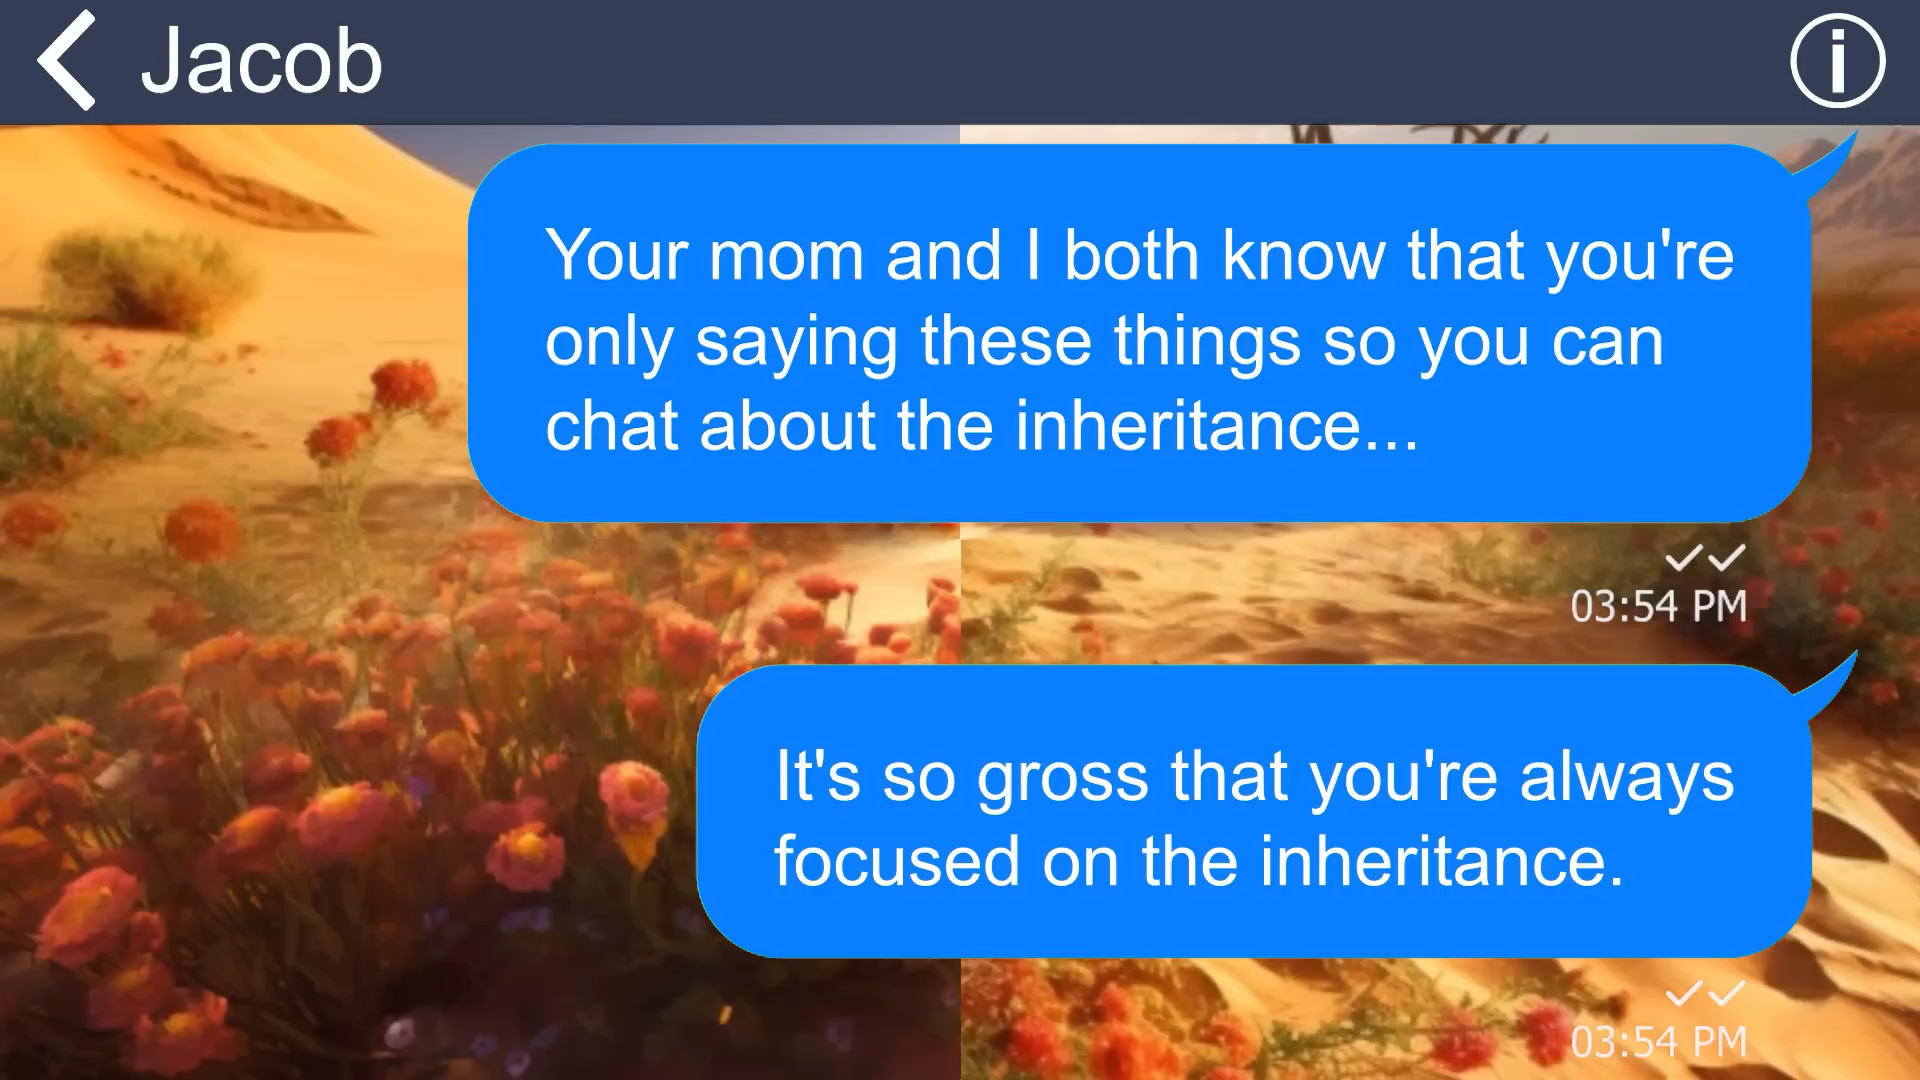 Jacob
Your mom and I both know that you're
only saying these things so you can
chat about the inheritance...
03:54 PM
It's so gross that you're always
focused on the inheritance.
03:54 PM